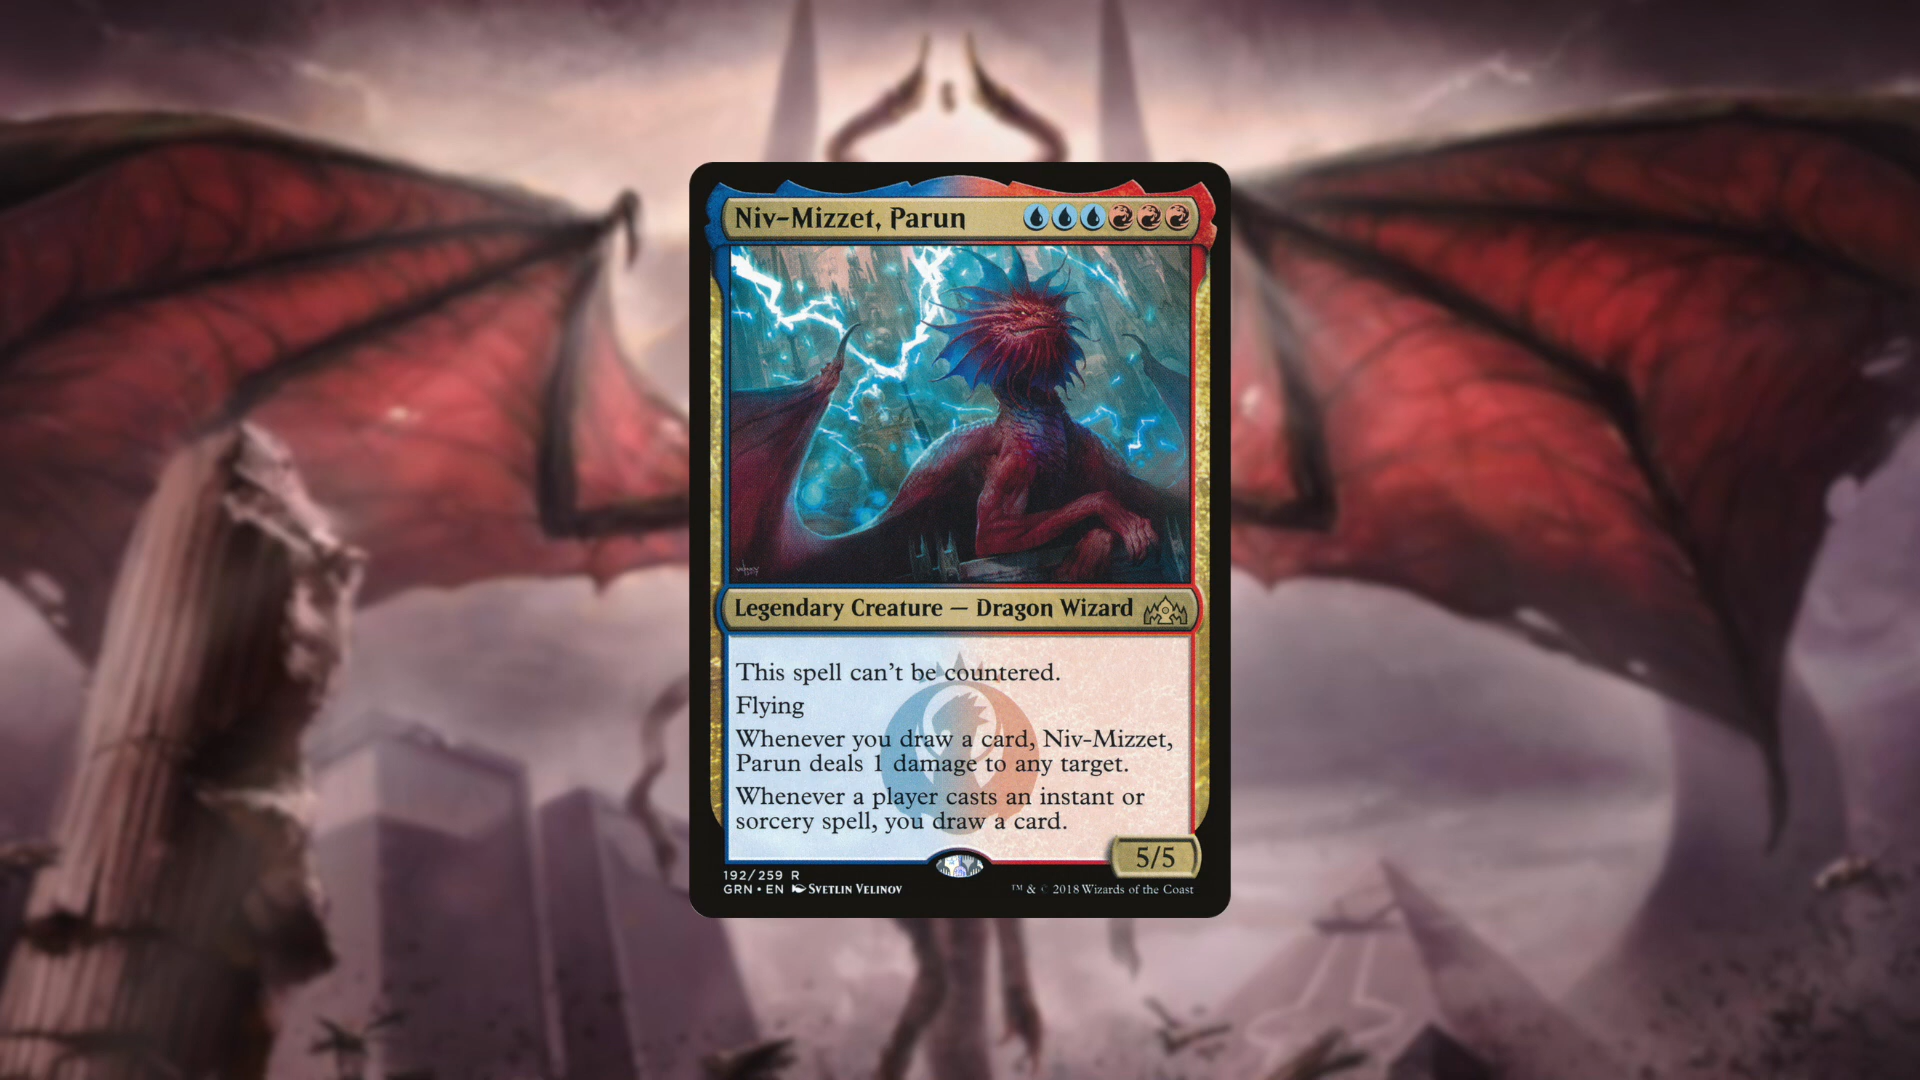 Niv-Mizzet, Parun
Legendary Creature — Dragon Wizard
This spell can't be countered.
Flying
Whenever you draw a card, Niv-Mizzet,
Parun deals 1 damage to any target.
Whenever a player casts an instant or
sorcery spell, you draw a card.
5/5
192/259 R
GRN • EN Svetlin Velinov
™ & © 2018 Wizards of the Coast